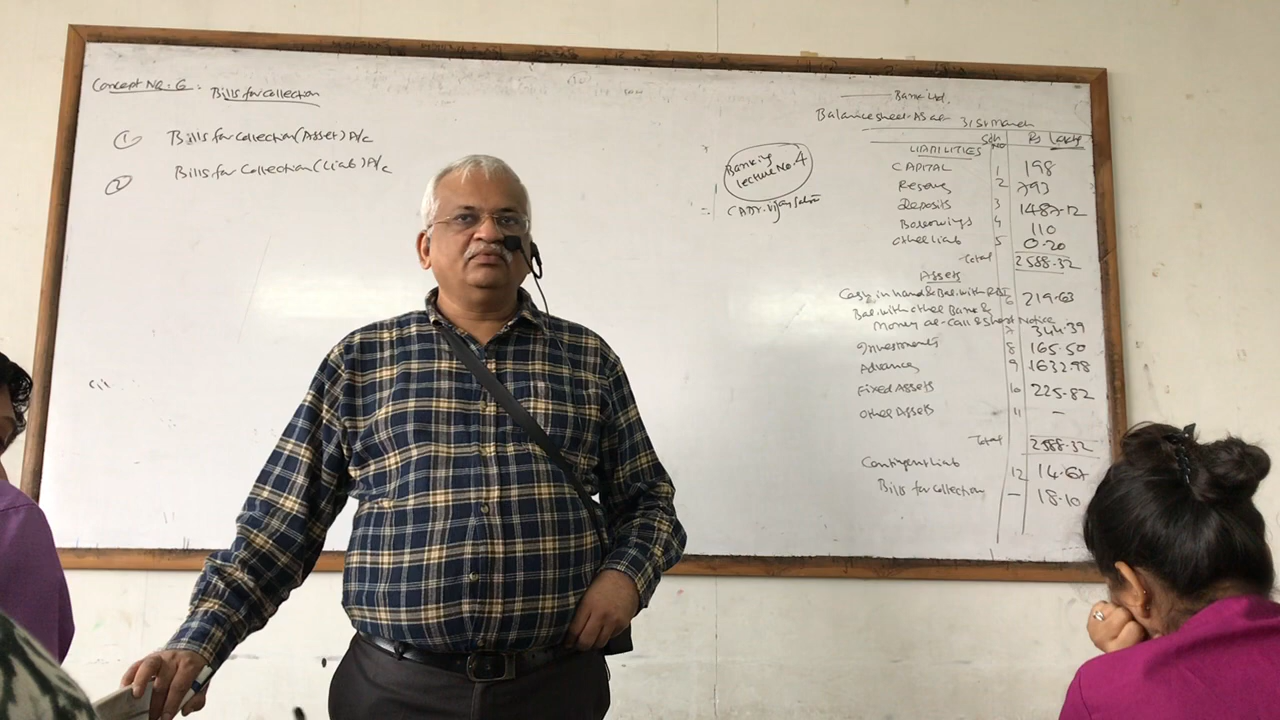 Concept No. 6 : Bills for Collection
① Bills for Collection (Asset) A/c
② Bills for Collection (Liab) A/c
Banking
lecture No. 4
Bank Ltd.
Balance sheet As at 31st March
Sch No Rs Lakhs
LIABILITIES
CAPITAL 1 198
Reserve 2 793
Deposits 3 1487.12
Borrowings 4 110
Other liab 5 0.20
Total 2588.32
Assets
Cash in hand & Bal. with RBI 6 219.63
Bal. with other Bank &
Money at Call & Short Notice 7 344.39
Investments 8 165.50
Advances 9 1632.98
Fixed Assets 10 225.82
Other Assets 11 —
Total 2588.32
Contingent Liab 12 14.67
Bills for Collection — 18.10